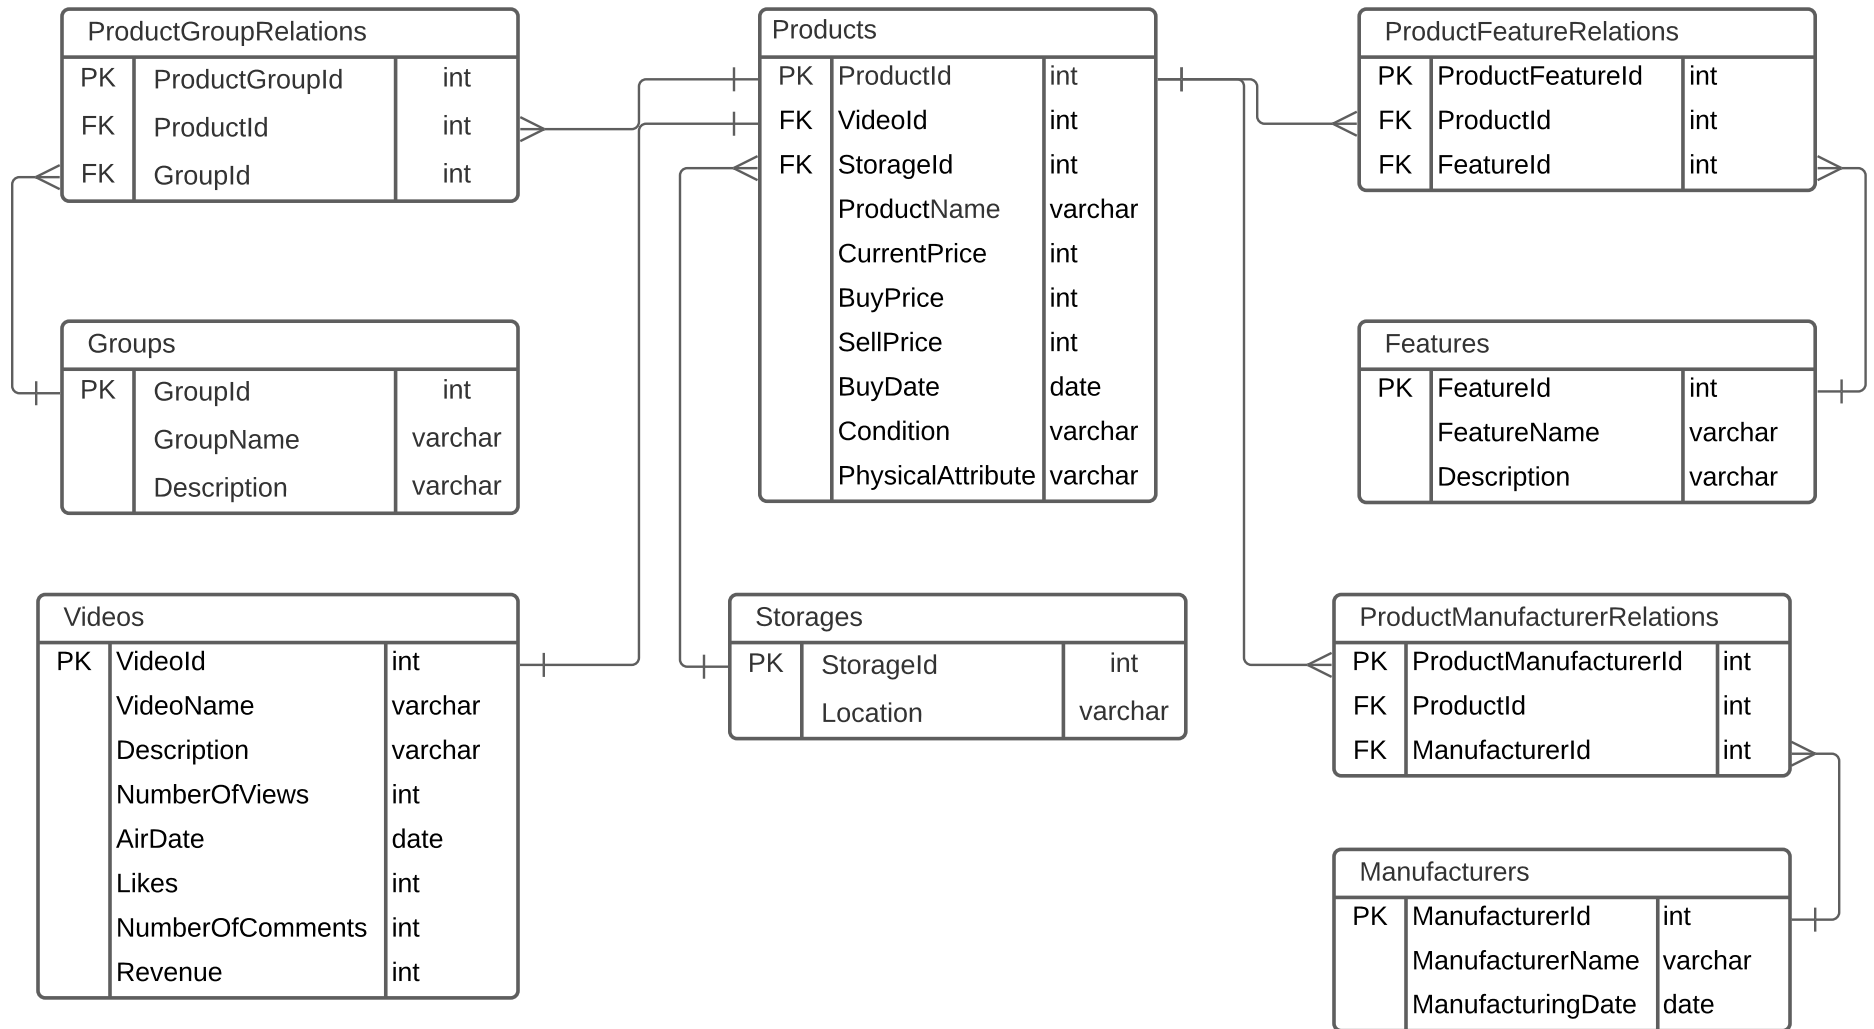 ProductGroupRelations
PK ProductGroupId int
FK ProductId int
FK GroupId int
Products
PK ProductId int
FK VideoId int
FK StorageId int
ProductName varchar
CurrentPrice int
BuyPrice int
SellPrice int
BuyDate date
Condition varchar
PhysicalAttribute varchar
ProductFeatureRelations
PK ProductFeatureId int
FK ProductId int
FK FeatureId int
Groups
PK GroupId int
GroupName varchar
Description varchar
Features
PK FeatureId int
FeatureName varchar
Description varchar
Videos
PK VideoId int
VideoName varchar
Description varchar
NumberOfViews int
AirDate date
Likes int
NumberOfComments int
Revenue int
Storages
PK StorageId int
Location varchar
ProductManufacturerRelations
PK ProductManufacturerId int
FK ProductId int
FK ManufacturerId int
Manufacturers
PK ManufacturerId int
ManufacturerName varchar
ManufacturingDate date